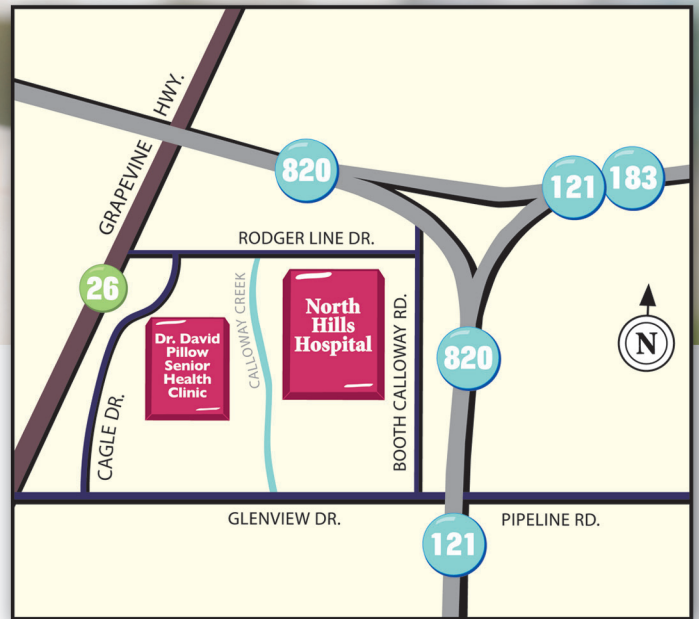 GRAPEVINE HWY.
820
121
183
RODGER LINE DR.
26
CALLOWAY CREEK
North
Hills
Hospital
Dr. David
Pillow
Senior
Health
Clinic
BOOTH CALLOWAY RD.
820
N
CAGLE DR.
GLENVIEW DR.
PIPELINE RD.
121